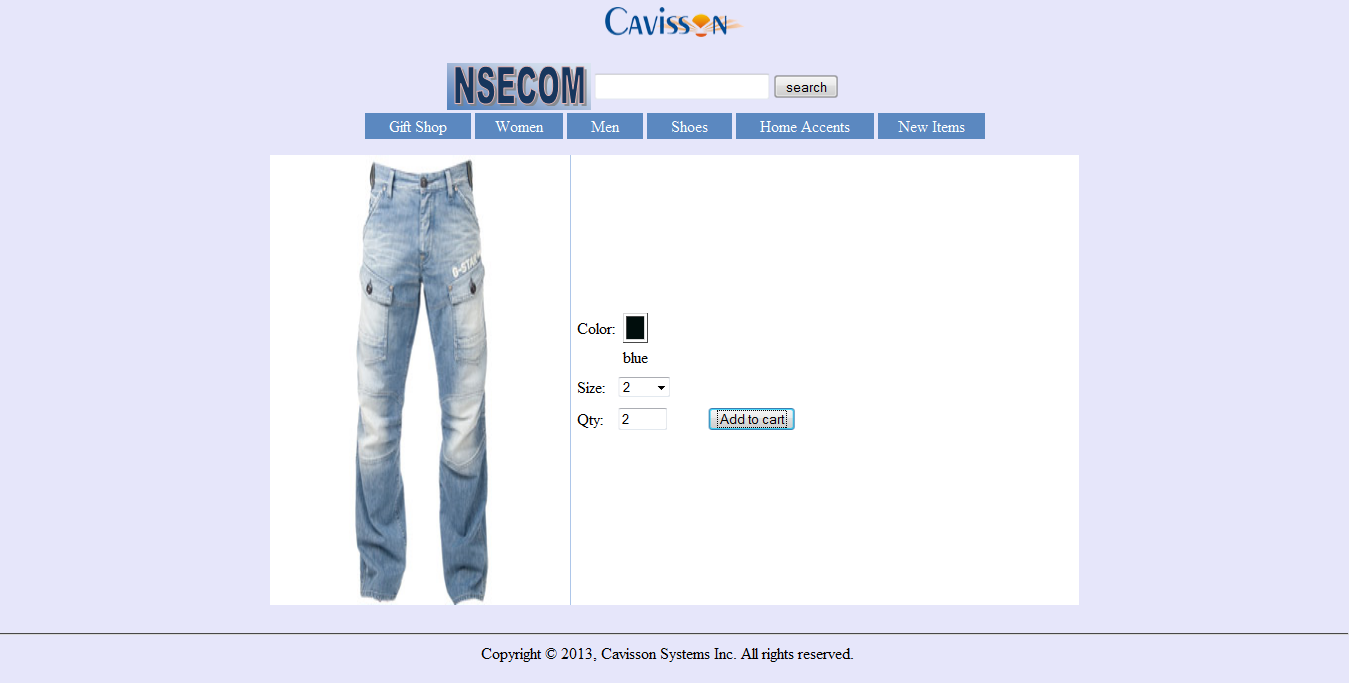 CAVISSON
NSECOM search
Gift Shop Women Men Shoes Home Accents New Items
G-STAR
Color:
blue
Size: 2
Qty: 2 Add to cart
Copyright © 2013, Cavisson Systems Inc. All rights reserved.